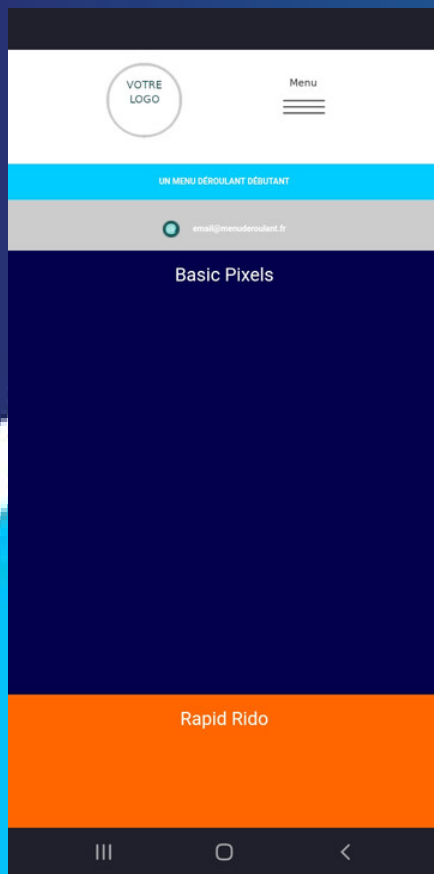 VOTRE
LOGO
Menu
UN MENU DÉROULANT DÉBUTANT
email@menuderoulant.fr
Basic Pixels
Rapid Rido